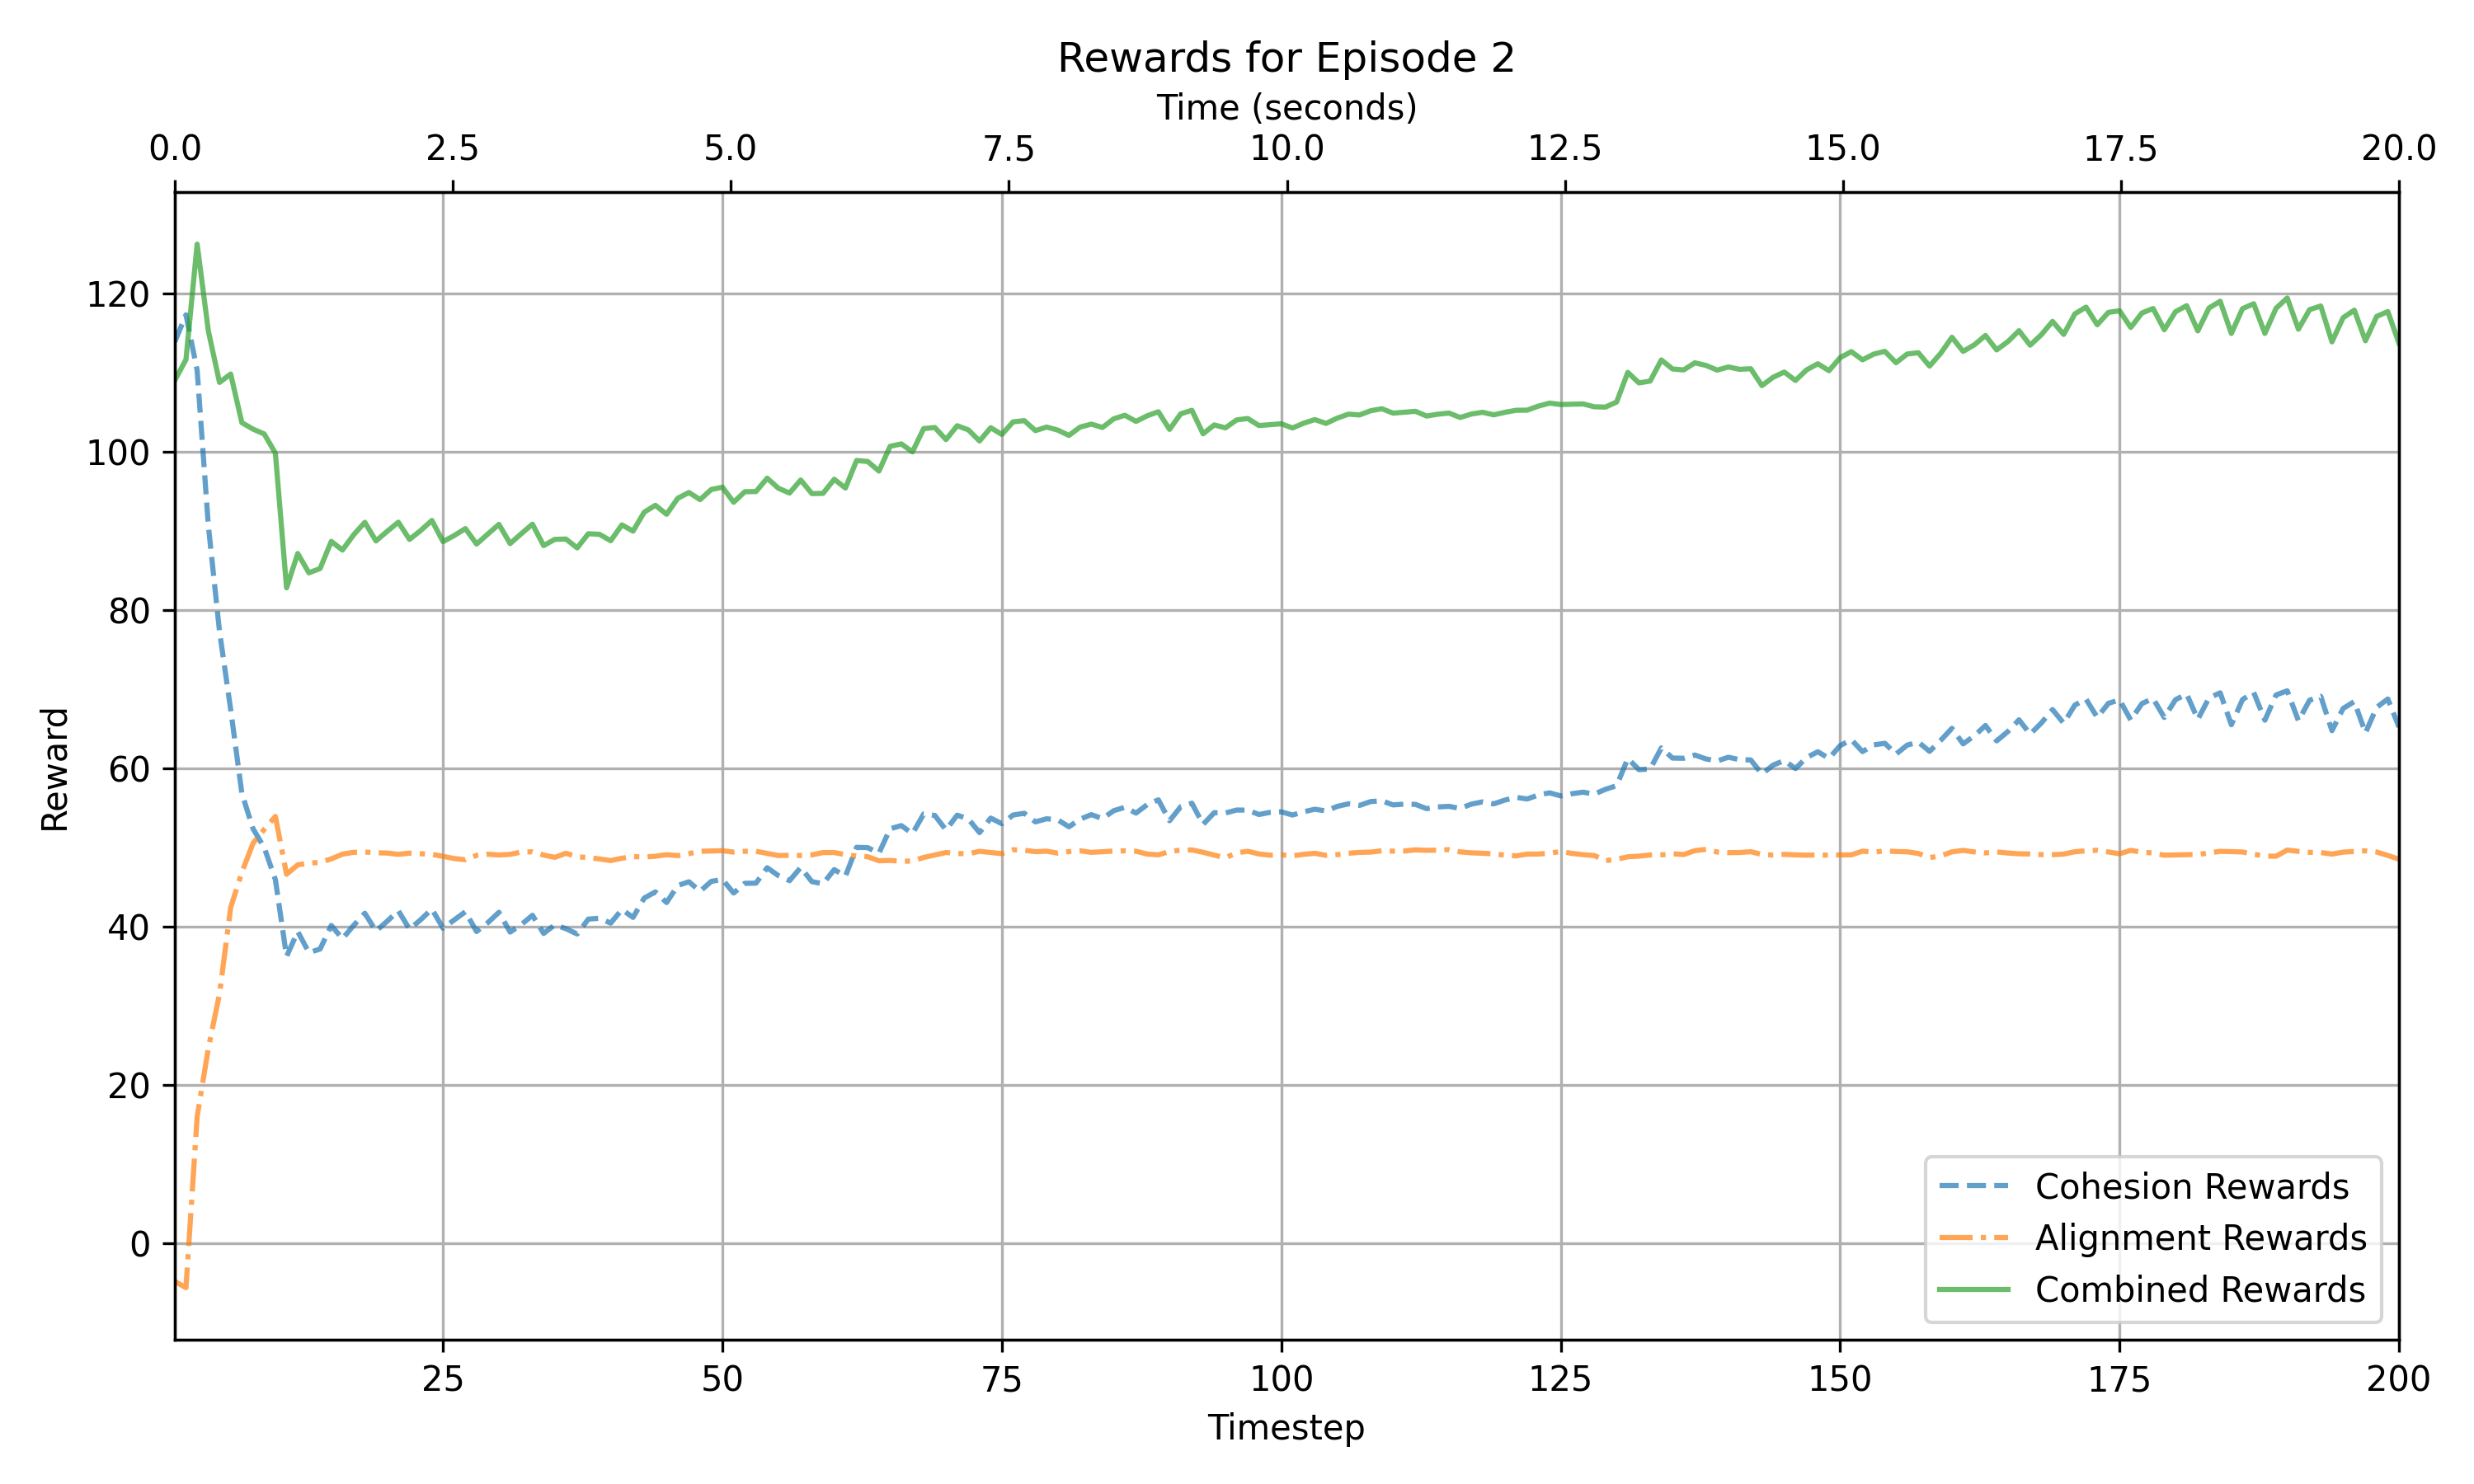 Rewards for Episode 2
Time (seconds)
0.0 2.5 5.0 7.5 10.0 12.5 15.0 17.5 20.0
120
100
80
60
40
20
0
Reward
Cohesion Rewards
Alignment Rewards
Combined Rewards
25 50 75 100 125 150 175 200
Timestep